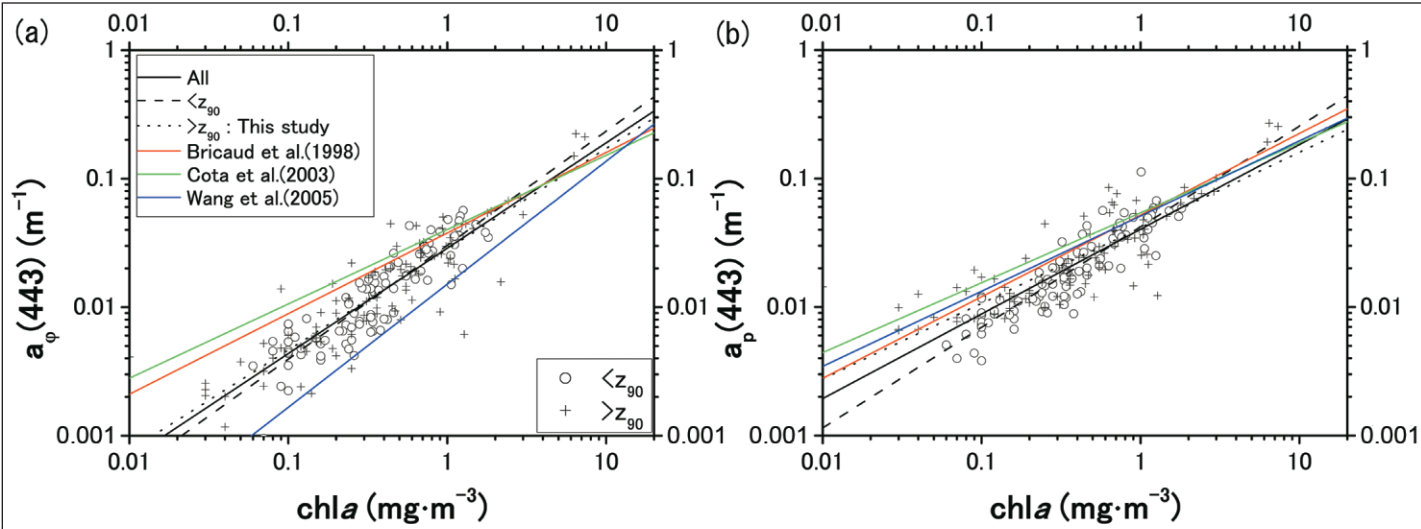 (a)
0.01 0.1 1 10
1
0.1
0.01
0.001
1
0.1
0.01
0.001
aφ(443) (m⁻¹)
All
<z90
>z90 : This study
Bricaud et al.(1998)
Cota et al.(2003)
Wang et al.(2005)
<z90
>z90
0.01 0.1 1 10
chla (mg·m⁻³)
(b)
0.01 0.1 1 10
1
0.1
0.01
0.001
1
0.1
0.01
0.001
ap(443) (m⁻¹)
0.01 0.1 1 10
chla (mg·m⁻³)